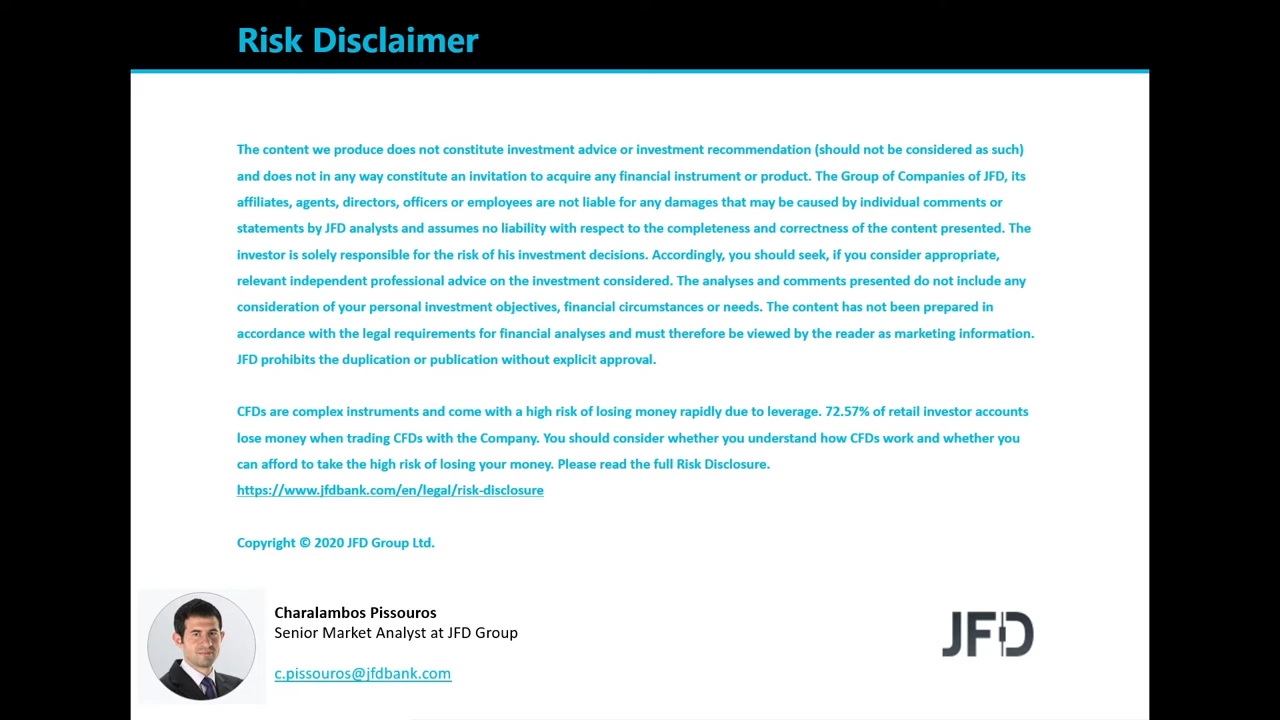 Risk Disclaimer
The content we produce does not constitute investment advice or investment recommendation (should not be considered as such)
and does not in any way constitute an invitation to acquire any financial instrument or product. The Group of Companies of JFD, its
affiliates, agents, directors, officers or employees are not liable for any damages that may be caused by individual comments or
statements by JFD analysts and assumes no liability with respect to the completeness and correctness of the content presented. The
investor is solely responsible for the risk of his investment decisions. Accordingly, you should seek, if you consider appropriate,
relevant independent professional advice on the investment considered. The analyses and comments presented do not include any
consideration of your personal investment objectives, financial circumstances or needs. The content has not been prepared in
accordance with the legal requirements for financial analyses and must therefore be viewed by the reader as marketing information.
JFD prohibits the duplication or publication without explicit approval.
CFDs are complex instruments and come with a high risk of losing money rapidly due to leverage. 72.57% of retail investor accounts
lose money when trading CFDs with the Company. You should consider whether you understand how CFDs work and whether you
can afford to take the high risk of losing your money. Please read the full Risk Disclosure.
https://www.jfdbank.com/en/legal/risk-disclosure
Copyright © 2020 JFD Group Ltd.
Charalambos Pissouros
Senior Market Analyst at JFD Group
c.pissouros@jfdbank.com
JFD